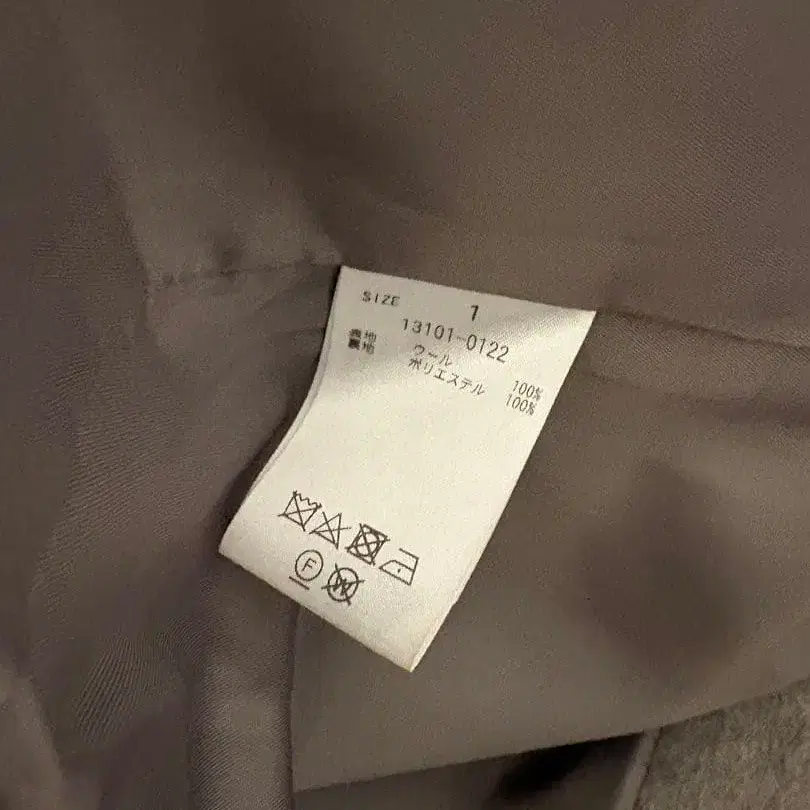 SIZE 1
13101-0122
表地 ウール 100%
裏地 ポリエステル 100%
F
W